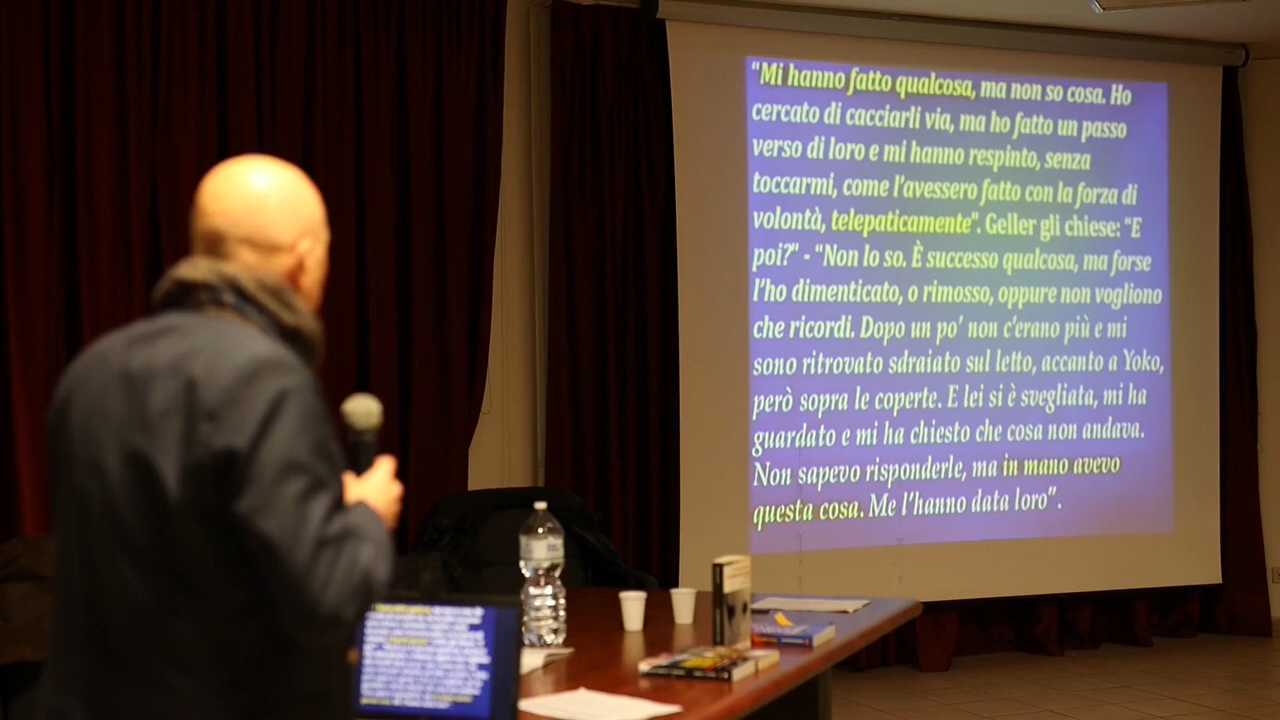 “Mi hanno fatto qualcosa, ma non so cosa. Ho
cercato di cacciarli via, ma ho fatto un passo
verso di loro e mi hanno respinto, senza
toccarmi, come l’avessero fatto con la forza di
volontà, telepaticamente”. Geller gli chiese: “E
poi?” - “Non lo so. È successo qualcosa, ma forse
l’ho dimenticato, o rimosso, oppure non vogliono
che ricordi. Dopo un po’ non c’erano più e mi
sono ritrovato sdraiato sul letto, accanto a Yoko,
però sopra le coperte. E lei si è svegliata, mi ha
guardato e mi ha chiesto che cosa non andava.
Non sapevo risponderle, ma in mano avevo
questa cosa. Me l’hanno data loro”.